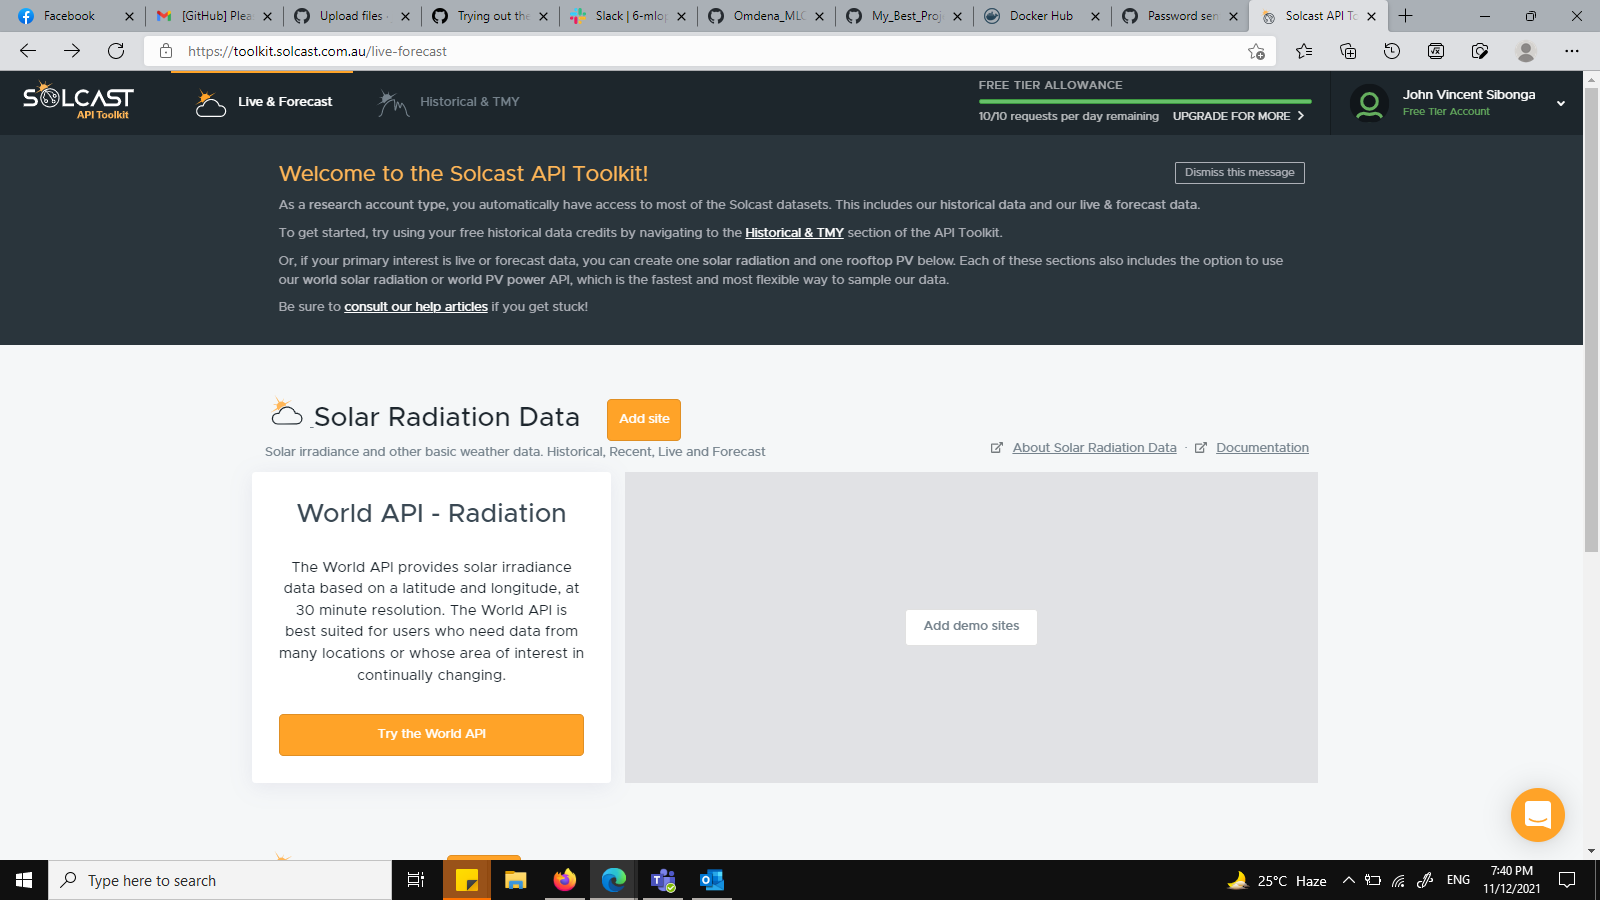 Facebook
[GitHub] Plea
Upload files
Trying out the
Slack | 6-mlop
Omdena_MLC
My_Best_Proj
Docker Hub
Password sen
Solcast API To
https://toolkit.solcast.com.au/live-forecast
SOLCAST
API Toolkit
Live & Forecast
Historical & TMY
FREE TIER ALLOWANCE
10/10 requests per day remaining UPGRADE FOR MORE
John Vincent Sibonga
Free Tier Account
Welcome to the Solcast API Toolkit!
Dismiss this message
As a research account type, you automatically have access to most of the Solcast datasets. This includes our historical data and our live & forecast data.
To get started, try using your free historical data credits by navigating to the Historical & TMY section of the API Toolkit.
Or, if your primary interest is live or forecast data, you can create one solar radiation and one rooftop PV below. Each of these sections also includes the option to use
our world solar radiation or world PV power API, which is the fastest and most flexible way to sample our data.
Be sure to consult our help articles if you get stuck!
Solar Radiation Data
Add site
Solar irradiance and other basic weather data. Historical, Recent, Live and Forecast
About Solar Radiation Data · Documentation
World API - Radiation
The World API provides solar irradiance
data based on a latitude and longitude, at
30 minute resolution. The World API is
best suited for users who need data from
many locations or whose area of interest in
continually changing.
Try the World API
Add demo sites
Type here to search
25°C Haze
ENG
7:40 PM
11/12/2021